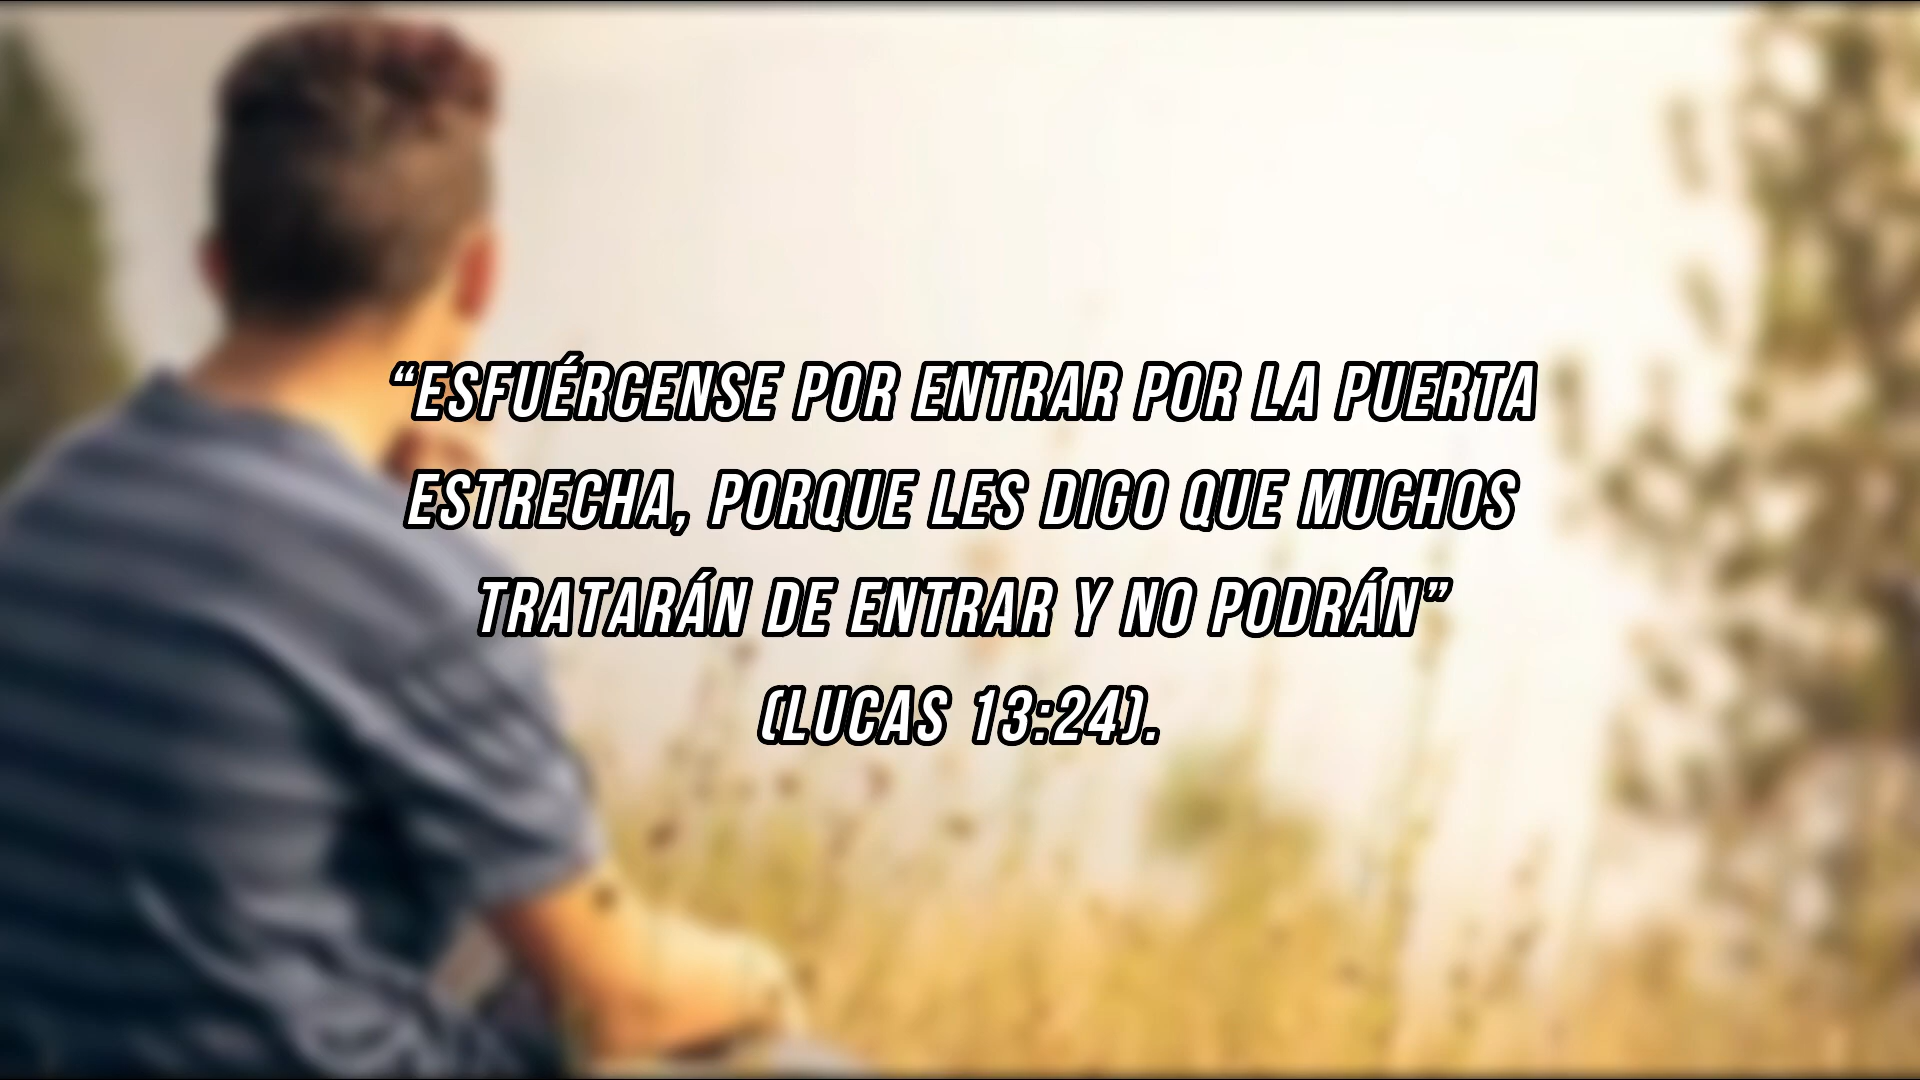 “ESFUÉRCENSE POR ENTRAR POR LA PUERTA
ESTRECHA, PORQUE LES DIGO QUE MUCHOS
TRATARÁN DE ENTRAR Y NO PODRÁN”
(LUCAS 13:24).